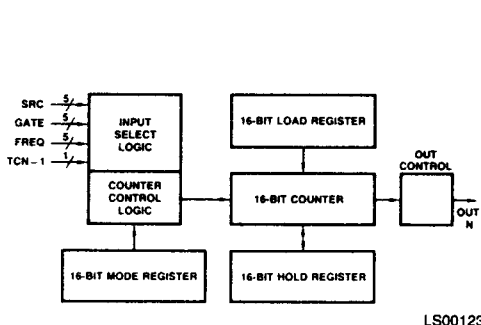 SRC 5
GATE 5
FREQ 5
TCN-1 1
INPUT
SELECT
LOGIC
COUNTER
CONTROL
LOGIC
16-BIT LOAD REGISTER
16-BIT COUNTER
OUT
CONTROL
OUT
N
16-BIT MODE REGISTER
16-BIT HOLD REGISTER
LS00123